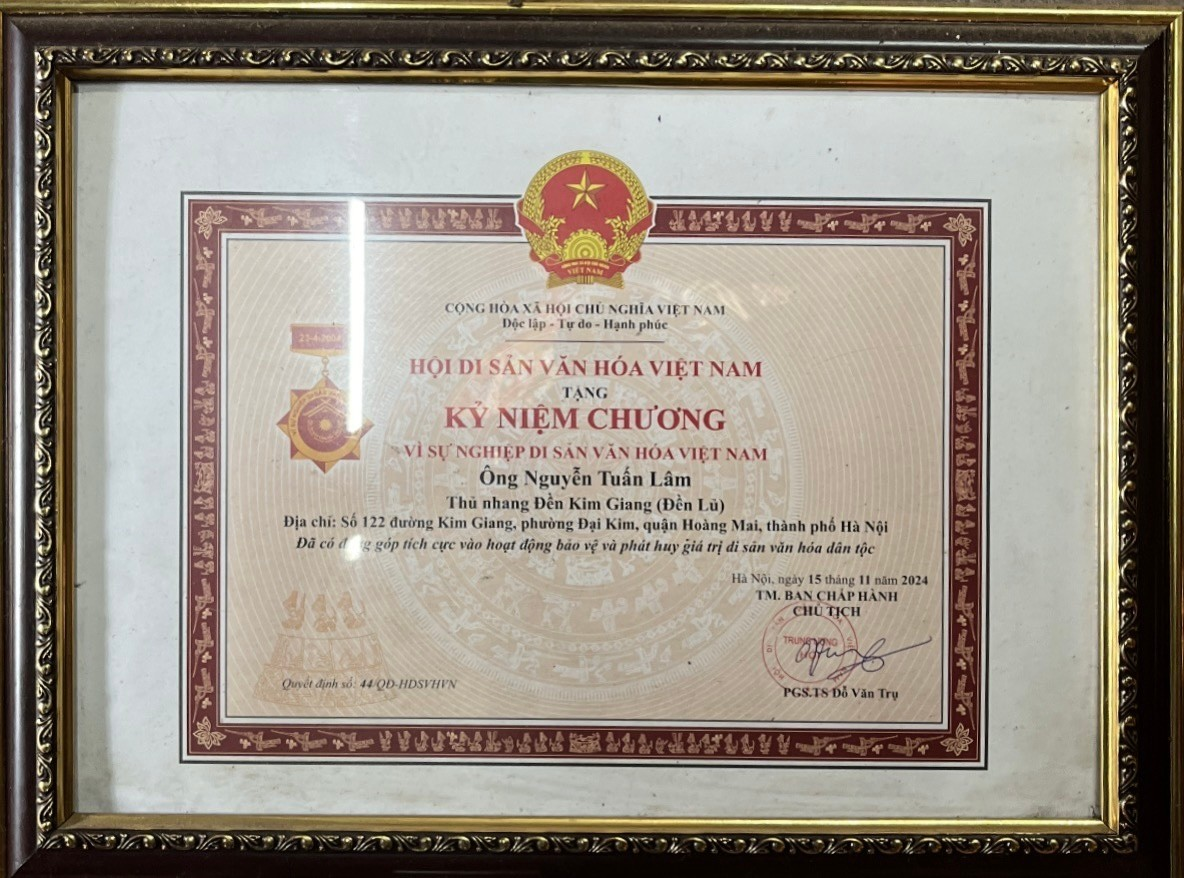 VIỆT NAM
CỘNG HÒA XÃ HỘI CHỦ NGHĨA VIỆT NAM
Độc lập - Tự do - Hạnh phúc
HỘI DI SẢN VĂN HÓA VIỆT NAM
TẶNG
KỶ NIỆM CHƯƠNG
VÌ SỰ NGHIỆP DI SẢN VĂN HÓA VIỆT NAM
Ông Nguyễn Tuấn Lâm
Thủ nhang Đền Kim Giang (Đền Lủ)
Địa chỉ: Số 122 đường Kim Giang, phường Đại Kim, quận Hoàng Mai, thành phố Hà Nội
Đã có đóng góp tích cực vào hoạt động bảo vệ và phát huy giá trị di sản văn hóa dân tộc
Hà Nội, ngày 15 tháng 11 năm 2024
TM. BAN CHẤP HÀNH
CHỦ TỊCH
TRUNG ƯƠNG
PGS.TS Đỗ Văn Trụ
Quyết định số: 44/QĐ-HDSVHVN